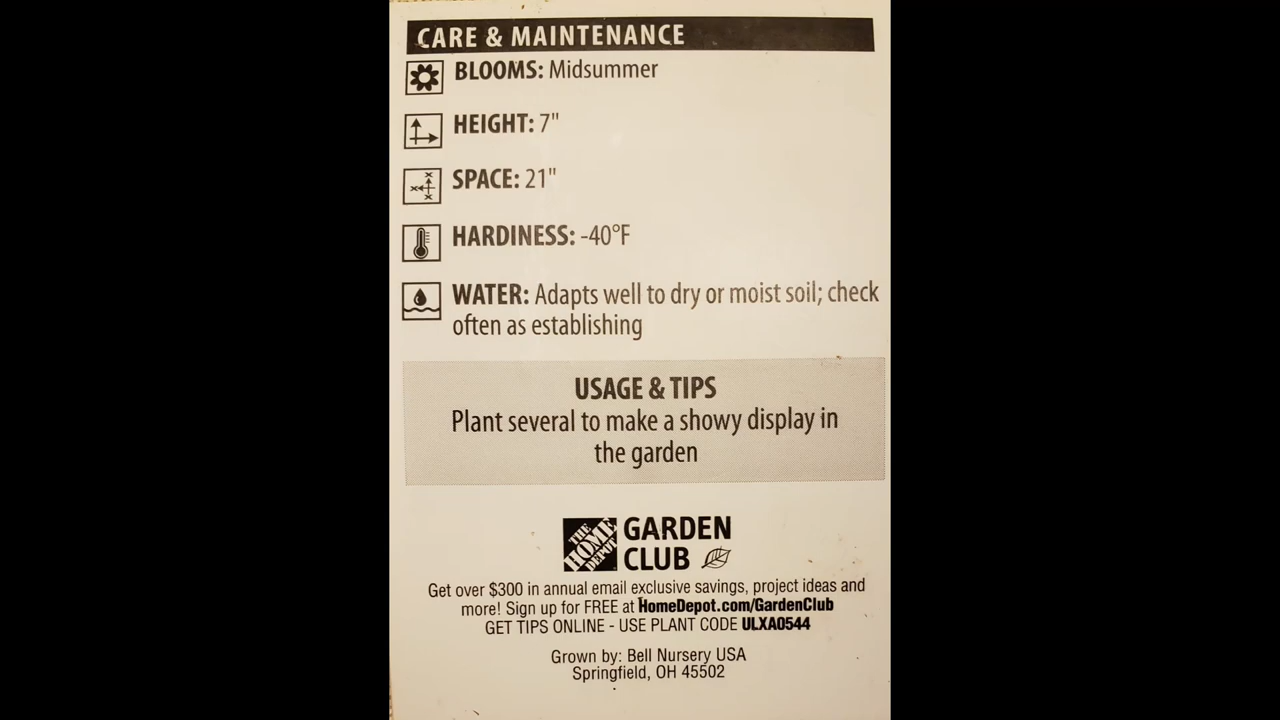 CARE & MAINTENANCE
BLOOMS: Midsummer
HEIGHT: 7"
SPACE: 21"
HARDINESS: -40°F
WATER: Adapts well to dry or moist soil; check
often as establishing
USAGE & TIPS
Plant several to make a showy display in
the garden
THE HOME DEPOT
GARDEN
CLUB
Get over $300 in annual email exclusive savings, project ideas and
more! Sign up for FREE at HomeDepot.com/GardenClub
GET TIPS ONLINE - USE PLANT CODE ULXA0544
Grown by: Bell Nursery USA
Springfield, OH 45502